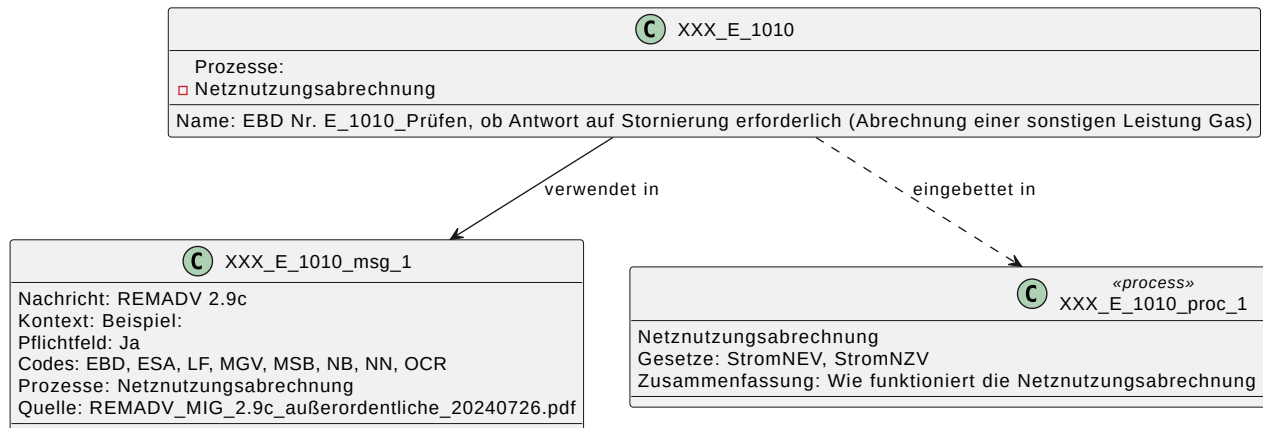 C XXX_E_1010
Prozesse:
Netznutzungsabrechnung
Name: EBD Nr. E_1010_Prüfen, ob Antwort auf Stornierung erforderlich (Abrechnung einer sonstigen Leistung Gas)
verwendet in
eingebettet in
C XXX_E_1010_msg_1
Nachricht: REMADV 2.9c
Kontext: Beispiel:
Pflichtfeld: Ja
Codes: EBD, ESA, LF, MGV, MSB, NB, NN, OCR
Prozesse: Netznutzungsabrechnung
Quelle: REMADV_MIG_2.9c_außerordentliche_20240726.pdf
C «process»
XXX_E_1010_proc_1
Netznutzungsabrechnung
Gesetze: StromNEV, StromNZV
Zusammenfassung: Wie funktioniert die Netznutzungsabrechnung